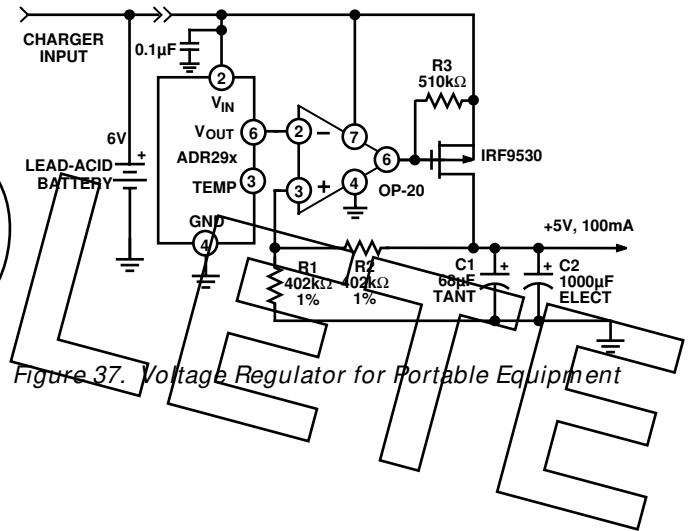 CHARGER
INPUT
0.1µF
2
VIN
VOUT
6
ADR29x
TEMP
3
GND
4
6V
+
LEAD-ACID
BATTERY
2
−
3
+
7
4
6
OP-20
R3
510kΩ
IRF9530
+5V, 100mA
R1
402kΩ
1%
R2
402kΩ
1%
C1
68µF
TANT
+
C2
1000µF
ELECT
+
Figure 37. Voltage Regulator for Portable Equipment
LETE